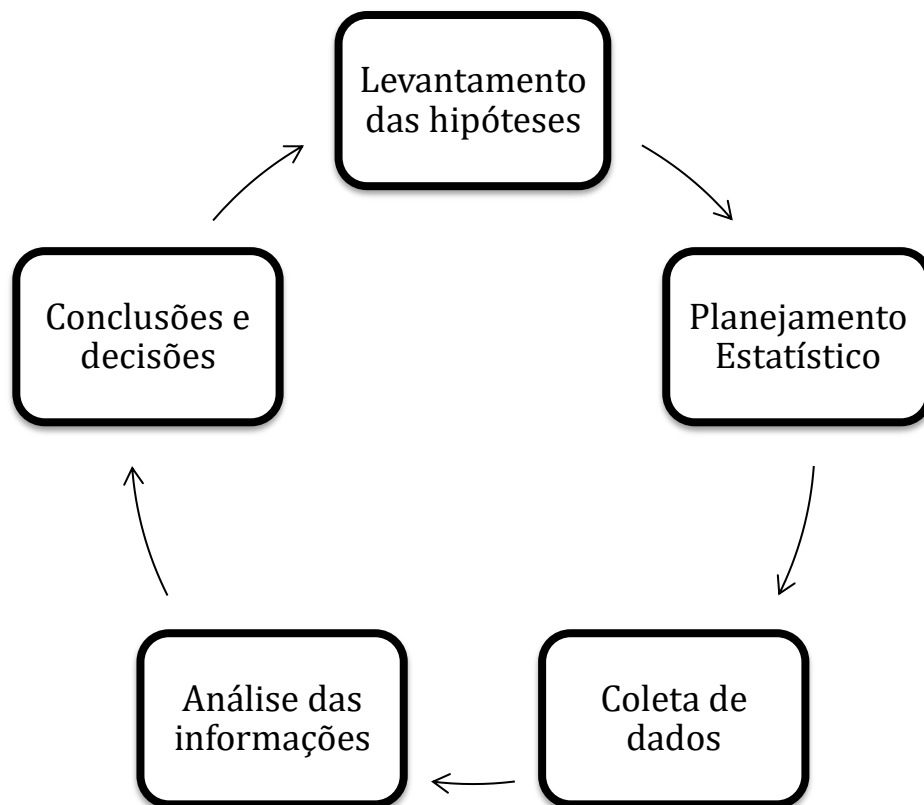 Levantamento
das hipóteses
Planejamento
Estatístico
Coleta de
dados
Análise das
informações
Conclusões e
decisões